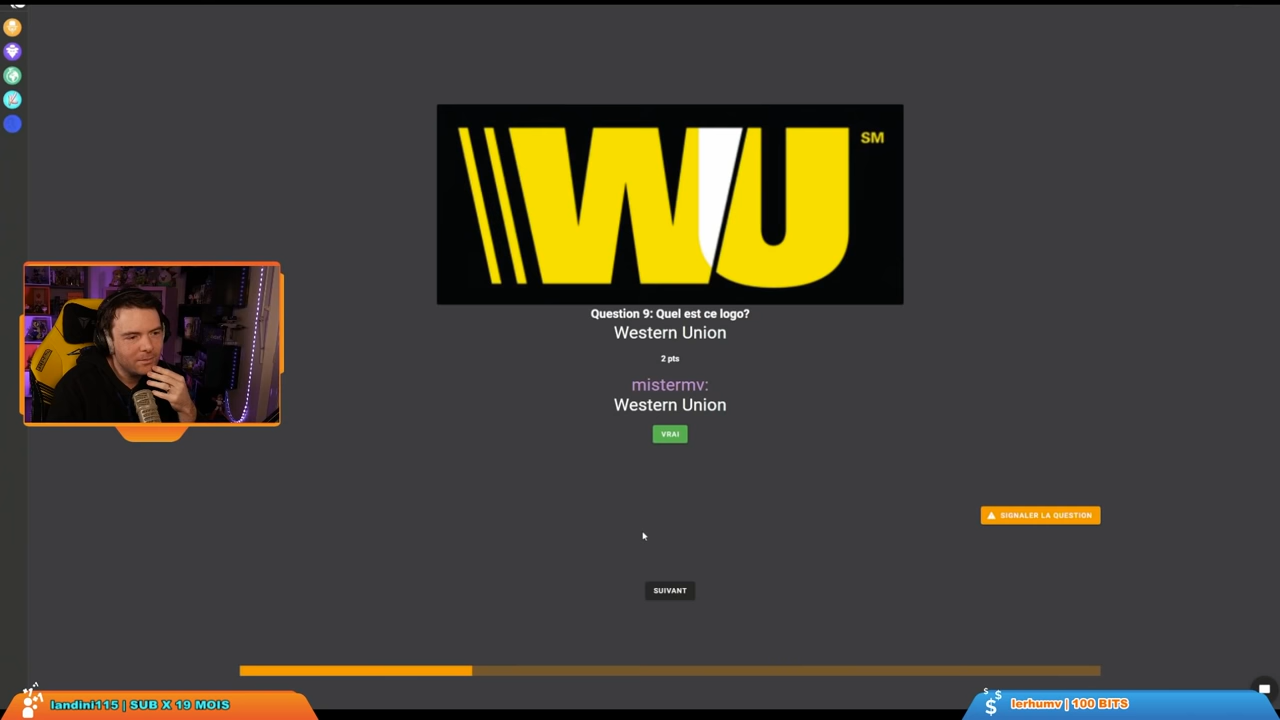 WU SM
Question 9: Quel est ce logo?
Western Union
2 pts
mistermv:
Western Union
VRAI
SIGNALER LA QUESTION
SUIVANT
landini115 | SUB X 19 MOIS
lerhumv | 100 BITS